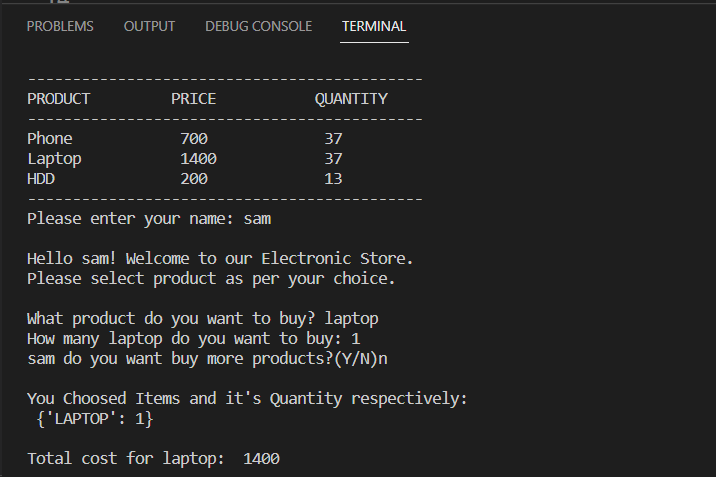 PROBLEMS OUTPUT DEBUG CONSOLE TERMINAL
--------------------------------------------
PRODUCT         PRICE           QUANTITY
--------------------------------------------
Phone            700             37
Laptop           1400            37
HDD              200             13
--------------------------------------------
Please enter your name: sam
Hello sam! Welcome to our Electronic Store.
Please select product as per your choice.
What product do you want to buy? laptop
How many laptop do you want to buy: 1
sam do you want buy more products?(Y/N)n
You Choosed Items and it's Quantity respectively:
 {'LAPTOP': 1}
Total cost for laptop:  1400